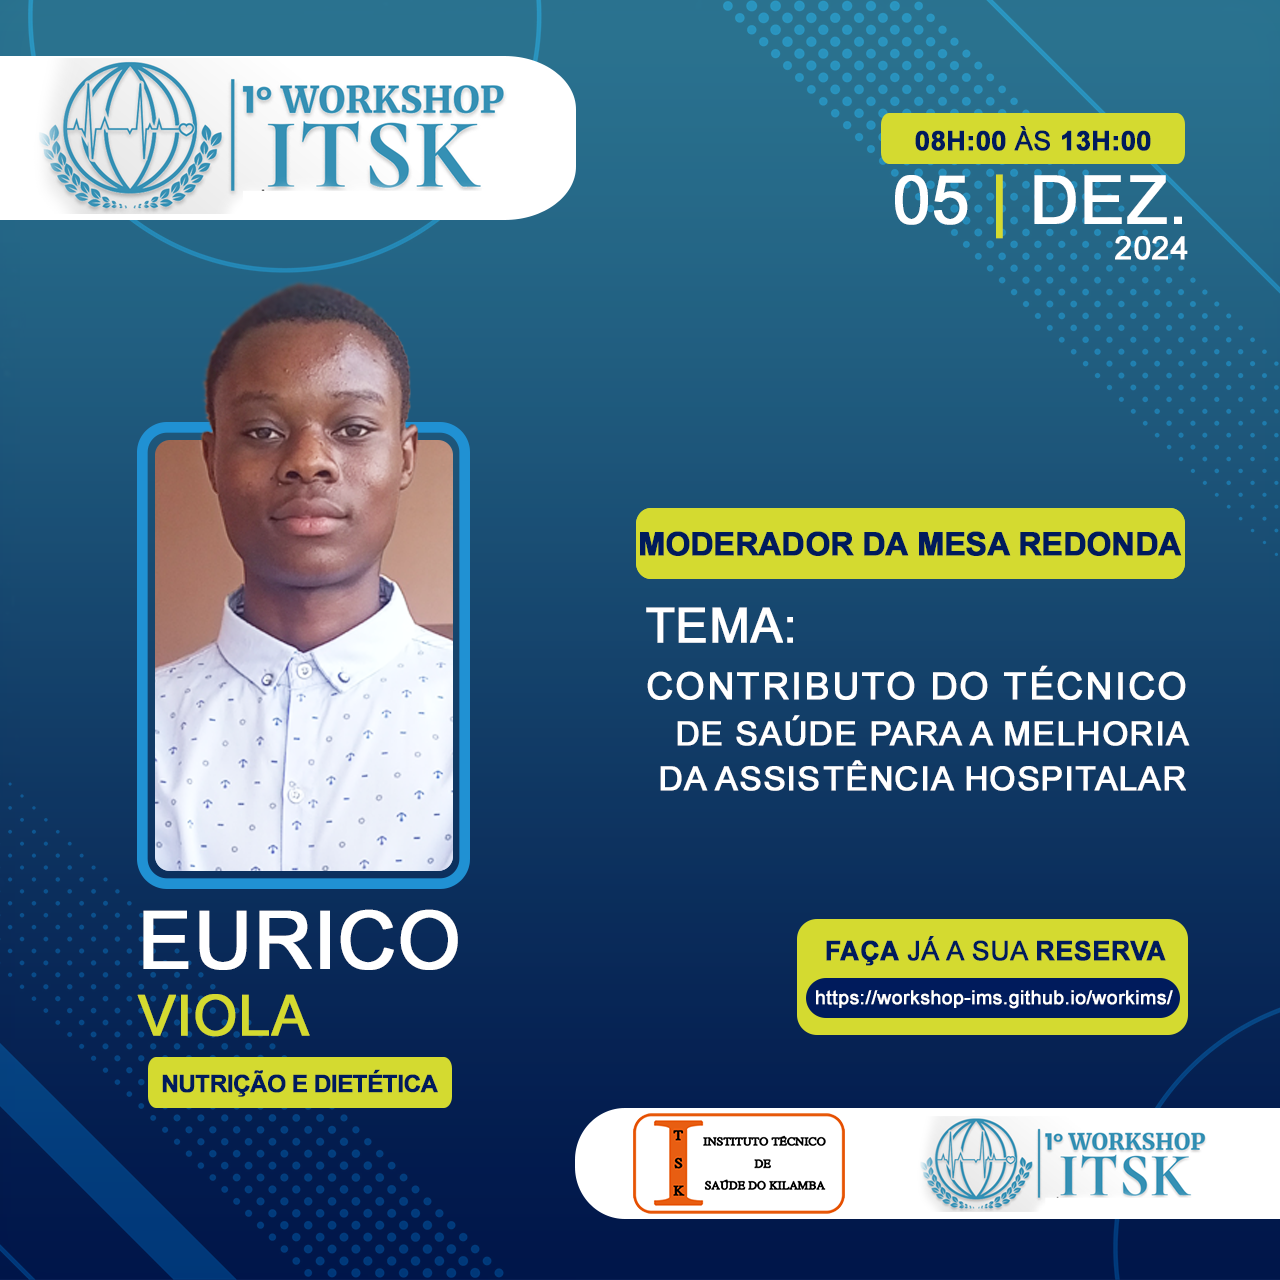 1º WORKSHOP
ITSK
08H:00 ÀS 13H:00
05 | DEZ.
2024
MODERADOR DA MESA REDONDA
TEMA:
CONTRIBUTO DO TÉCNICO
DE SAÚDE PARA A MELHORIA
DA ASSISTÊNCIA HOSPITALAR
EURICO
VIOLA
NUTRIÇÃO E DIETÉTICA
FAÇA JÁ A SUA RESERVA
https://workshop-ims.github.io/workims/
T
S
K
INSTITUTO TÉCNICO
DE
SAÚDE DO KILAMBA
1º WORKSHOP
ITSK